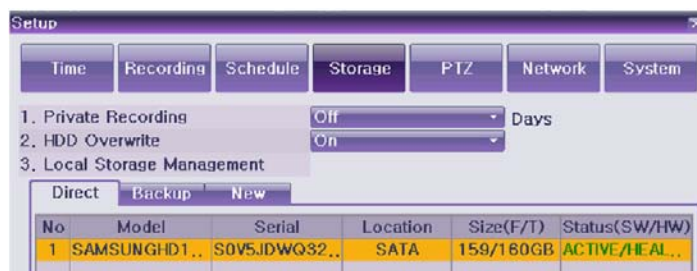 Setup
Time Recording Schedule Storage PTZ Network System
1. Private Recording Off Days
2. HDD Overwrite On
3. Local Storage Management
Direct Backup New
No Model Serial Location Size(F/T) Status(SW/HW)
1 SAMSUNGHD1.. S0V5JDWQ32.. SATA 159/160GB ACTIVE/HEAL..